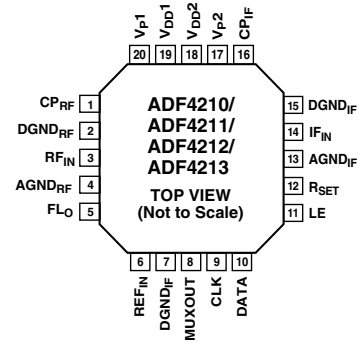 VP1
VDD1
VDD2
VP2
CPIF
20
19
18
17
16
CPRF 1
DGNDRF 2
RFIN 3
AGNDRF 4
FLO 5
ADF4210/
ADF4211/
ADF4212/
ADF4213
TOP VIEW
(Not to Scale)
15 DGNDIF
14 IFIN
13 AGNDIF
12 RSET
11 LE
6
7
8
9
10
REFIN
DGNDIF
MUXOUT
CLK
DATA